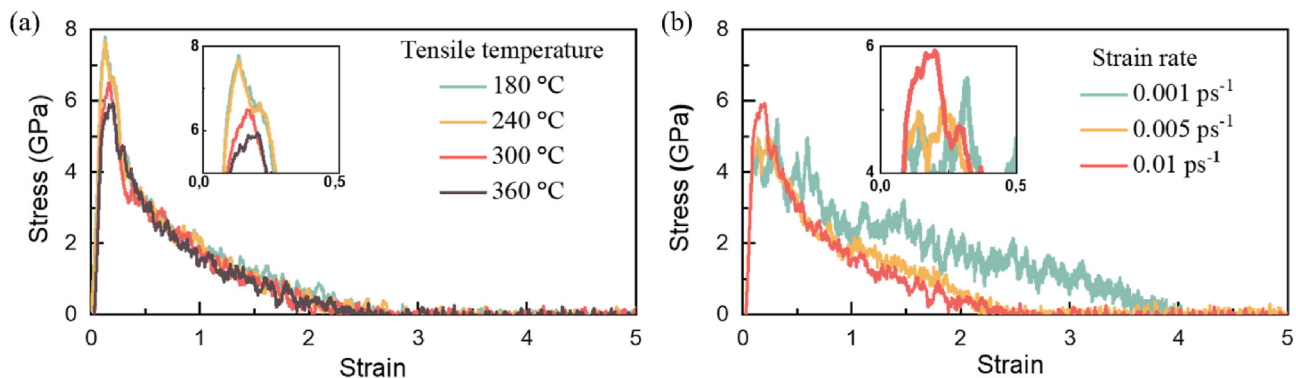 (a)
8
6
4
2
0
Stress (GPa)
0
1
2
3
4
5
Strain
8
6
0,0
0,5
Tensile temperature
180 °C
240 °C
300 °C
360 °C
(b)
8
6
4
2
0
Stress (GPa)
0
1
2
3
4
5
Strain
6
4
0,0
0,5
Strain rate
0.001 ps⁻¹
0.005 ps⁻¹
0.01 ps⁻¹